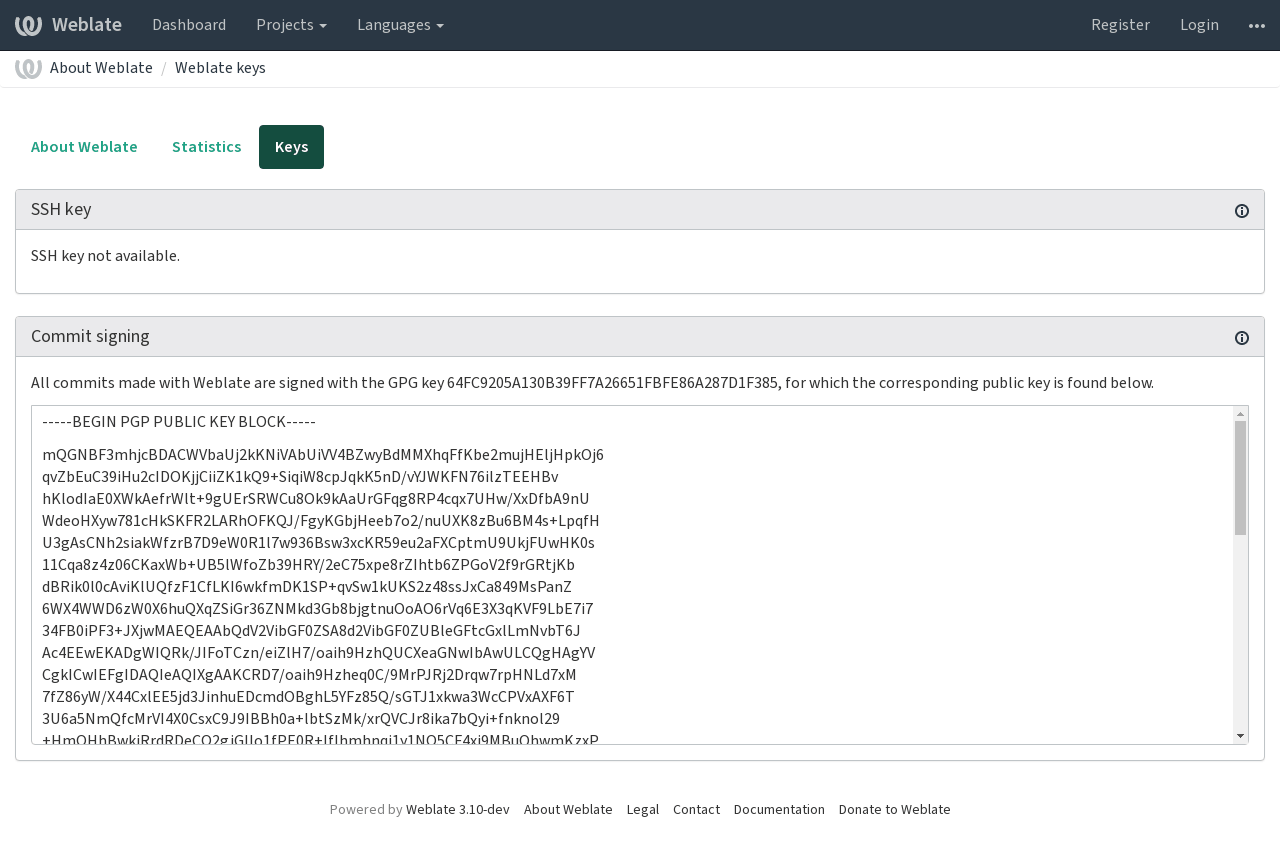 Weblate Dashboard Projects Languages Register Login
About Weblate / Weblate keys
About Weblate Statistics Keys
SSH key
SSH key not available.
Commit signing
All commits made with Weblate are signed with the GPG key 64FC9205A130B39FF7A26651FBFE86A287D1F385, for which the corresponding public key is found below.
-----BEGIN PGP PUBLIC KEY BLOCK-----
mQGNBF3mhjcBDACWVbaUj2kKNiVAbUiVV4BZwyBdMMXhqFfKbe2mujHEljHpkOj6
qvZbEuC39iHu2cIDOKjjCiiZK1kQ9+SiqiW8cpJqkK5nD/vYJWKFN76ilzTEEHBv
hKlodIaE0XWkAefrWlt+9gUErSRWCu8Ok9kAaUrGFqg8RP4cqx7UHw/XxDfbA9nU
WdeoHXyw781cHkSKFR2LARhOFKQJ/FgyKGbjHeeb7o2/nuUXK8zBu6BM4s+LpqfH
U3gAsCNh2siakWfzrB7D9eW0R1l7w936Bsw3xcKR59eu2aFXCptmU9UkjFUwHK0s
11Cqa8z4z06CKaxWb+UB5lWfoZb39HRY/2eC75xpe8rZIhtb6ZPGoV2f9rGRtjKb
dBRik0l0cAviKlUQfzF1CfLKI6wkfmDK1SP+qvSw1kUKS2z48ssJxCa849MsPanZ
6WX4WWD6zW0X6huQXqZSiGr36ZNMkd3Gb8bjgtnuOoAO6rVq6E3X3qKVF9LbE7i7
34FB0iPF3+JXjwMAEQEAAbQdV2VibGF0ZSA8d2VibGF0ZUBleGFtcGxlLmNvbT6J
Ac4EEwEKADgWIQRk/JIFoTCzn/eiZlH7/oaih9HzhQUCXeaGNwIbAwULCQgHAgYV
CgkICwIEFgIDAQIeAQIXgAAKCRD7/oaih9Hzheq0C/9MrPJRj2Drqw7rpHNLd7xM
7fZ86yW/X44CxlEE5jd3JinhuEDcmdOBghL5YFz85Q/sGTJ1xkwa3WcCPVxAXF6T
3U6a5NmQfcMrVI4X0CsxC9J9IBBh0a+lbtSzMk/xrQVCJr8ika7bQyi+fnknol29
Powered by Weblate 3.10-dev About Weblate Legal Contact Documentation Donate to Weblate